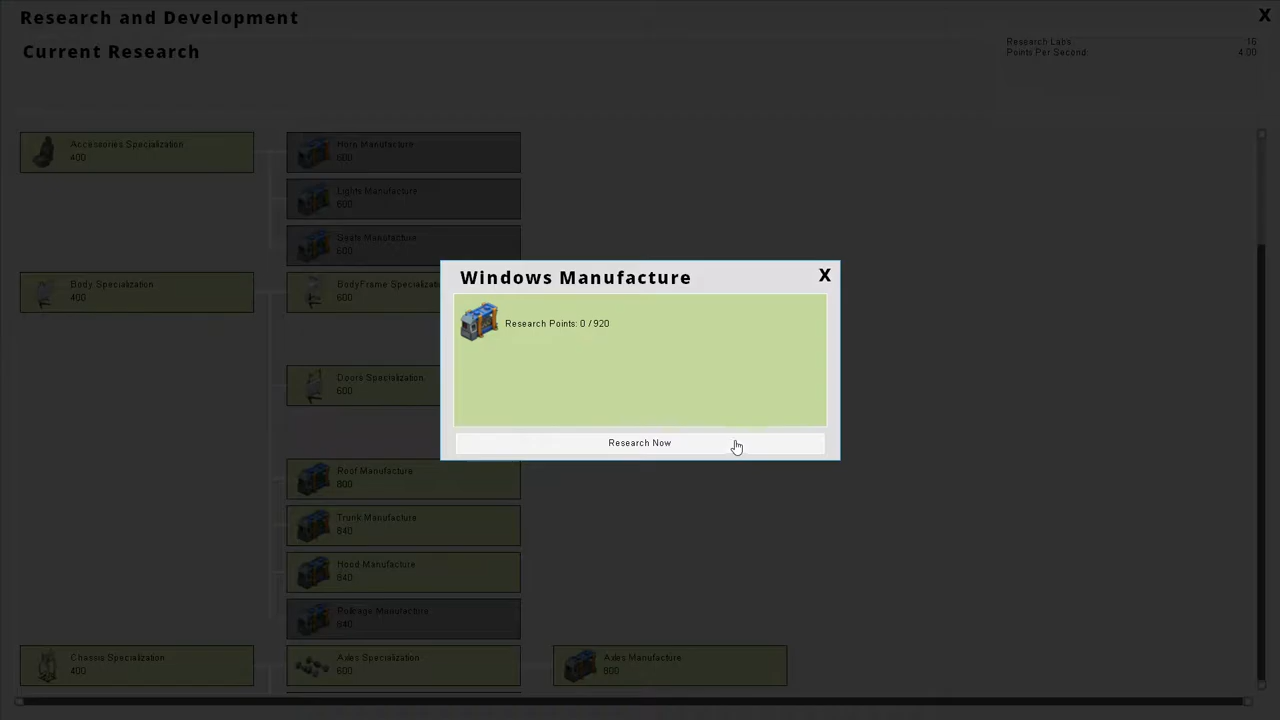 Research and Development
X
Current Research
Research Labs: 16
Points Per Second: 4.00
Accessories Specialization
400
Horn Manufacture
600
Lights Manufacture
600
Seats Manufacture
600
Body Specialization
400
BodyFrame Specializa
600
Doors Specialization
600
Roof Manufacture
800
Trunk Manufacture
840
Hood Manufacture
840
Rollcage Manufacture
840
Chassis Specialization
400
Axles Specialization
600
Axles Manufacture
800
Windows Manufacture
X
Research Points: 0 / 920
Research Now